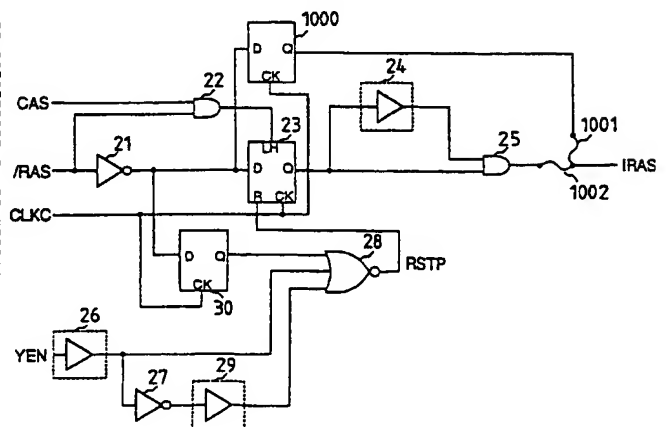 1000
D Q
CK
22
24
CAS
23
LH
21
25
1001
/RAS
D Q
IRAS
1002
R CK
CLKC
28
D Q
RSTP
CK
30
26
YEN
27
29